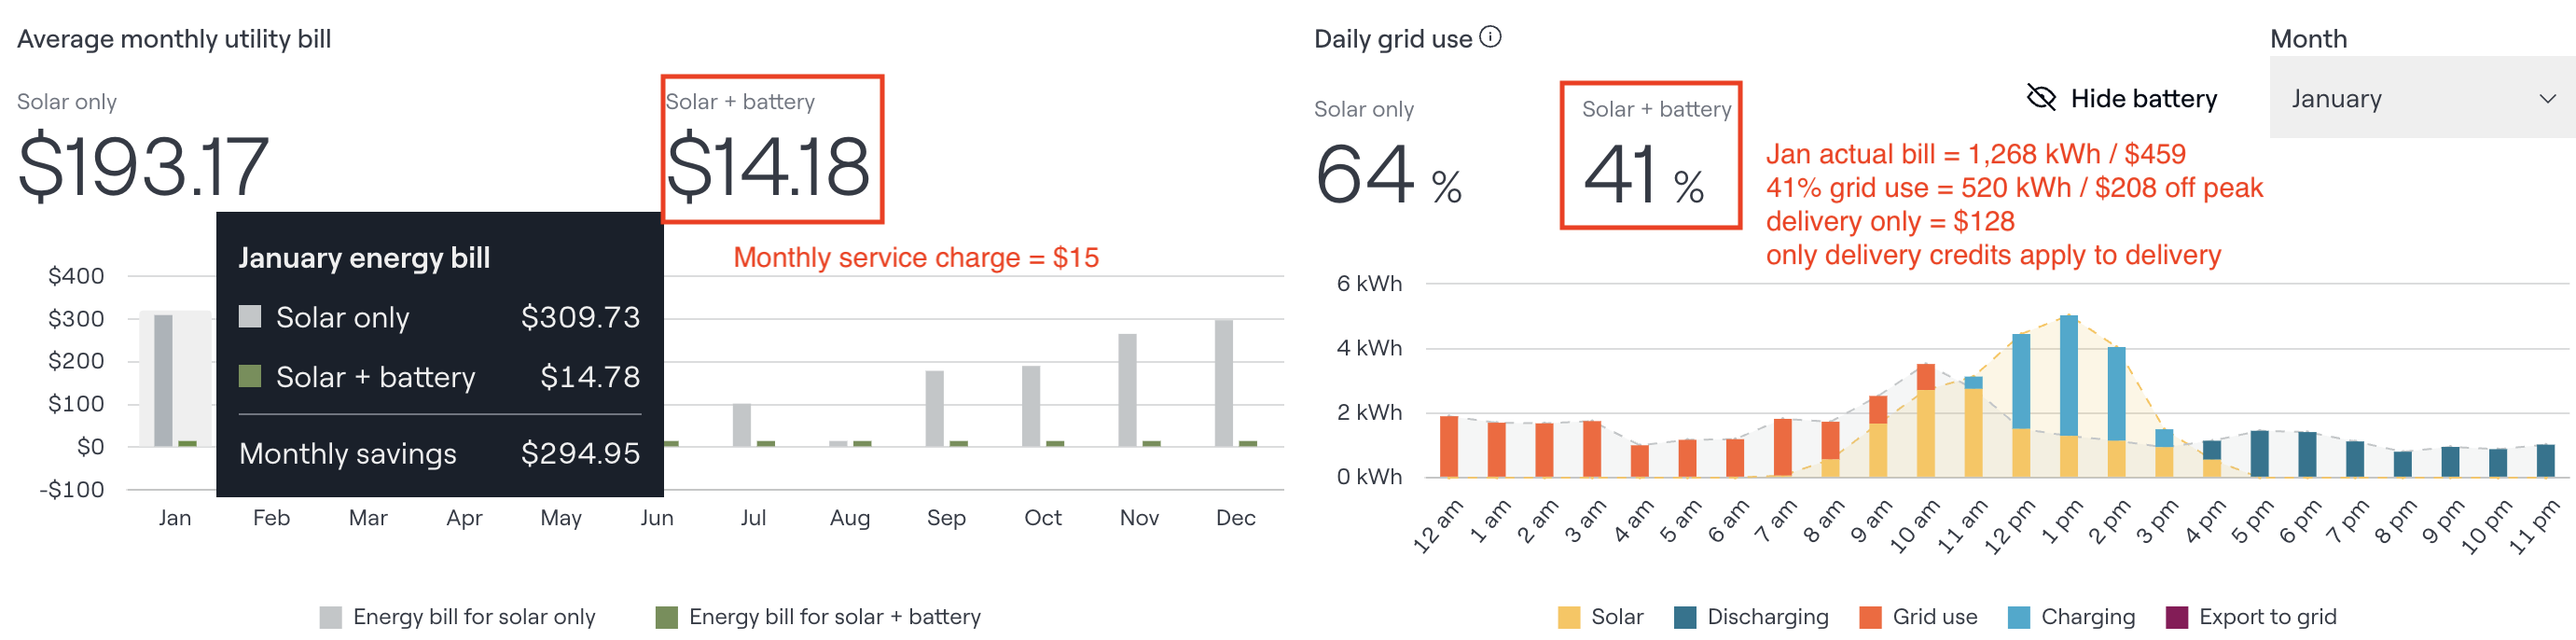 Average monthly utility bill
Solar only
$193.17
Solar + battery
$14.18
Monthly service charge = $15
January energy bill
Solar only $309.73
Solar + battery $14.78
Monthly savings $294.95
$400
$300
$200
$100
$0
-$100
Jan Feb Mar Apr May Jun Jul Aug Sep Oct Nov Dec
Energy bill for solar only Energy bill for solar + battery
Daily grid use
Month
Hide battery
January
Solar only
64 %
Solar + battery
41 %
Jan actual bill = 1,268 kWh / $459
41% grid use = 520 kWh / $208 off peak
delivery only = $128
only delivery credits apply to delivery
6 kWh
4 kWh
2 kWh
0 kWh
12 am 1 am 2 am 3 am 4 am 5 am 6 am 7 am 8 am 9 am 10 am 11 am 12 pm 1 pm 2 pm 3 pm 4 pm 5 pm 6 pm 7 pm 8 pm 9 pm 10 pm 11 pm
Solar Discharging Grid use Charging Export to grid